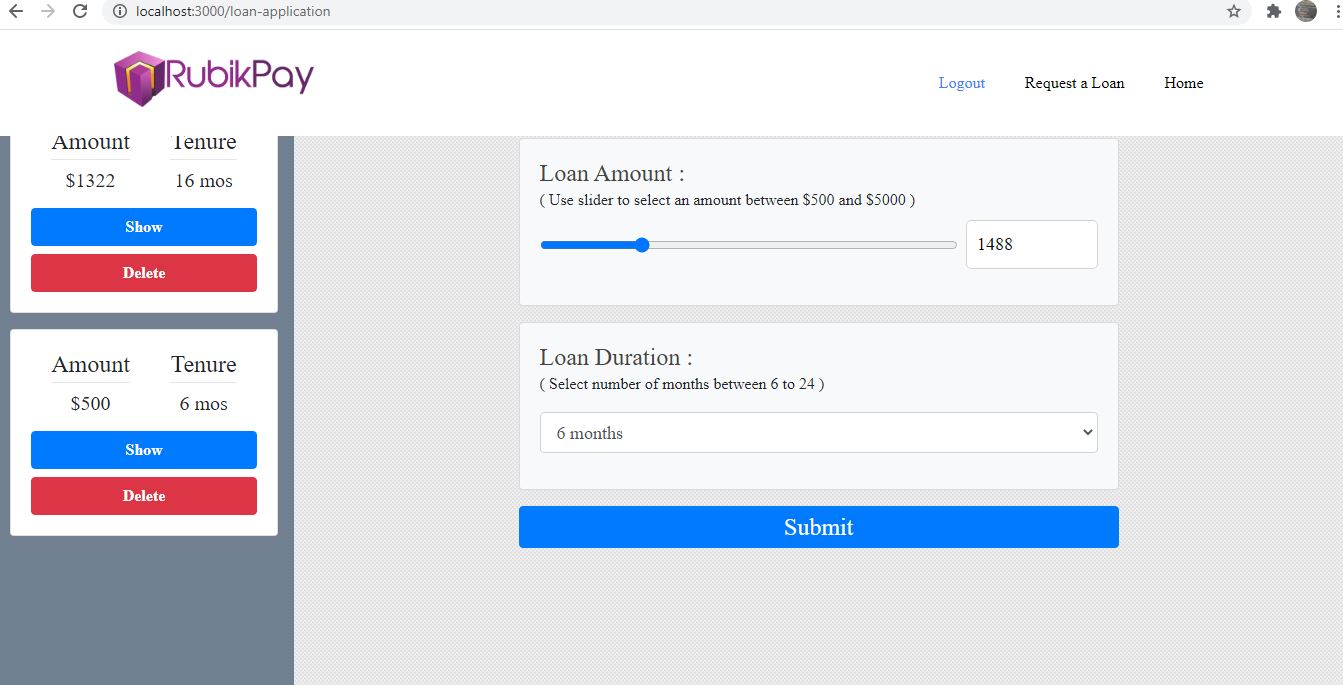 localhost:3000/loan-application
RubikPay
Logout Request a Loan Home
Amount Tenure
$1322 16 mos
Show
Delete
Amount Tenure
$500 6 mos
Show
Delete
Loan Amount :
( Use slider to select an amount between $500 and $5000 )
1488
Loan Duration :
( Select number of months between 6 to 24 )
6 months
Submit